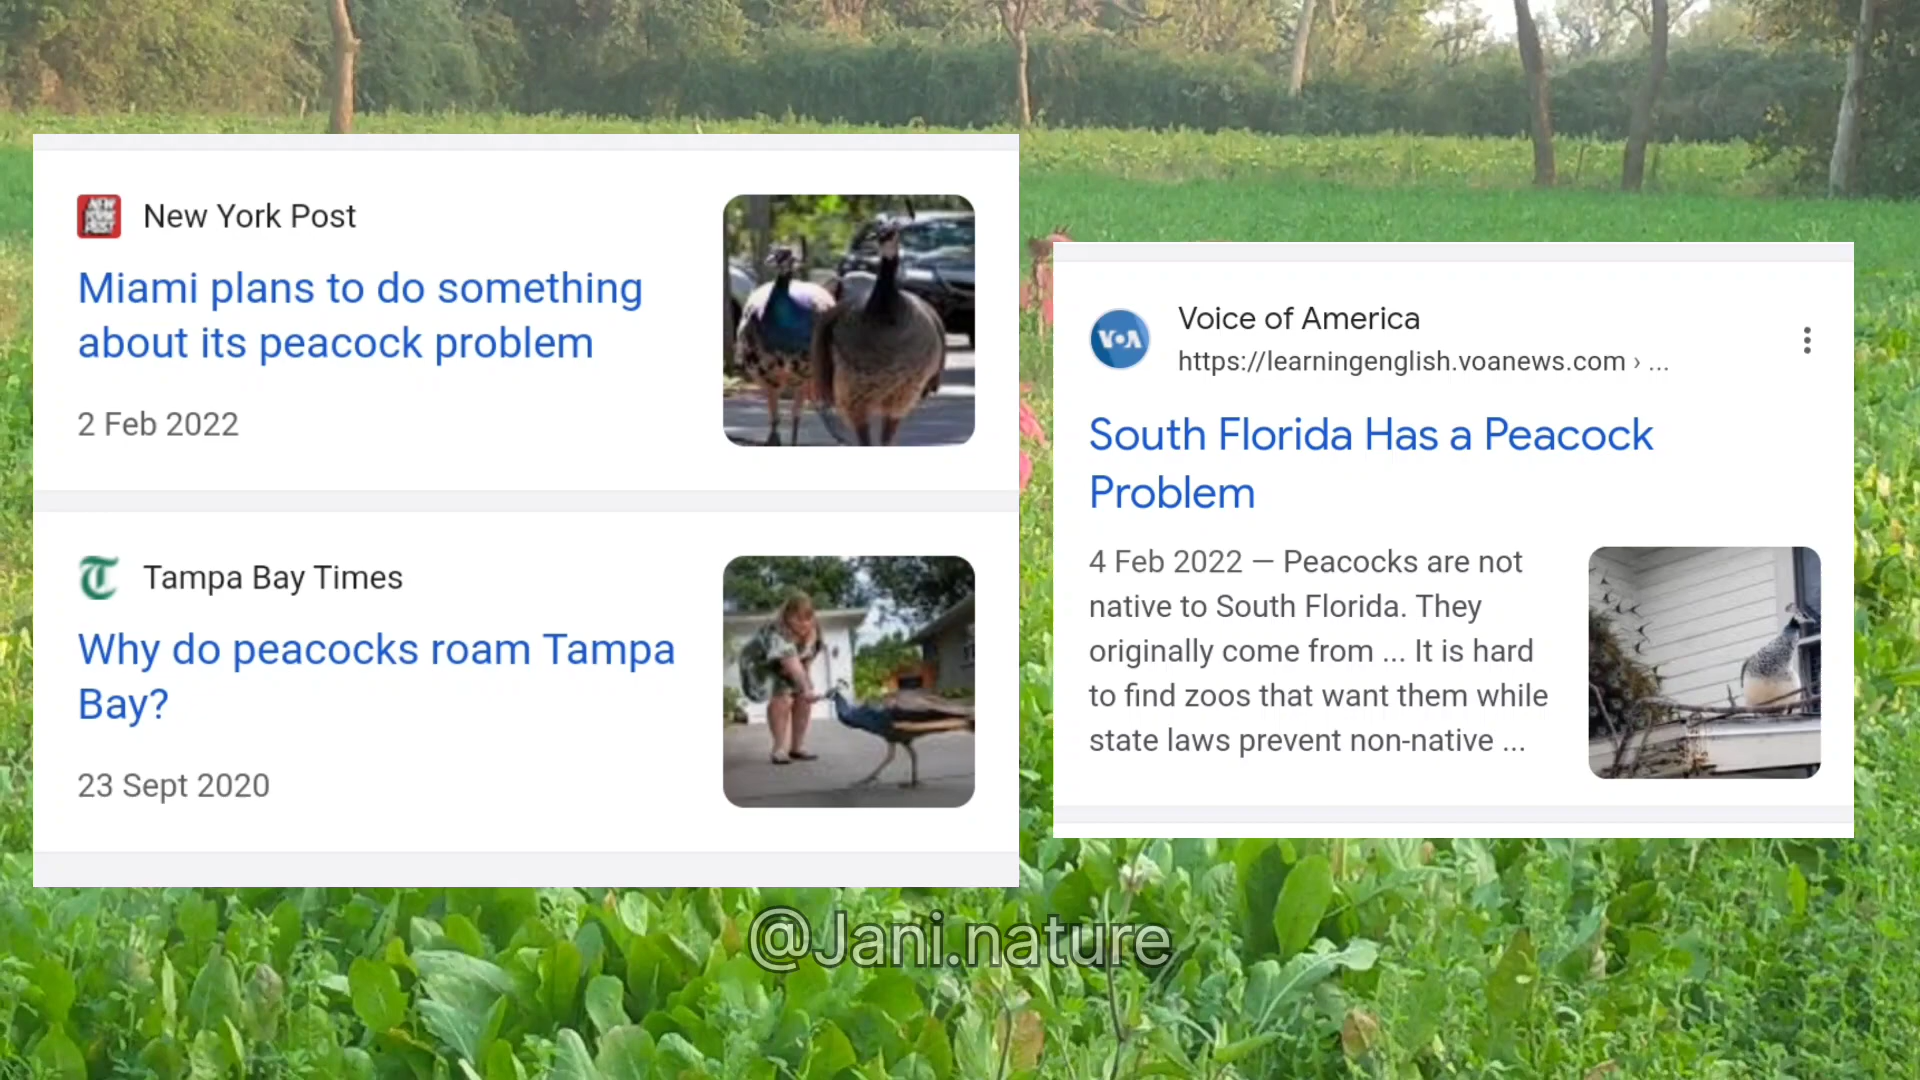 New York Post
Miami plans to do something
about its peacock problem
2 Feb 2022
Tampa Bay Times
Why do peacocks roam Tampa
Bay?
23 Sept 2020
VOA
Voice of America
https://learningenglish.voanews.com › ...
South Florida Has a Peacock
Problem
4 Feb 2022 — Peacocks are not
native to South Florida. They
originally come from ... It is hard
to find zoos that want them while
state laws prevent non-native ...
@Jani.nature